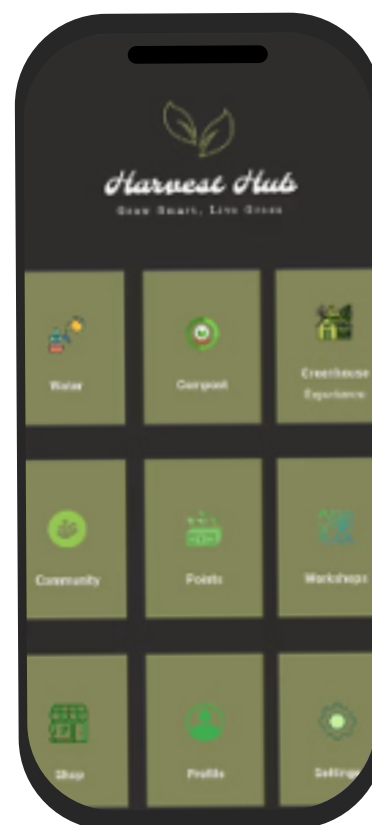 Harvest Hub
Grow Smart, Live Green
Water
Compost
Greenhouse
Experience
Community
Points
Workshops
Shop
Profile
Settings